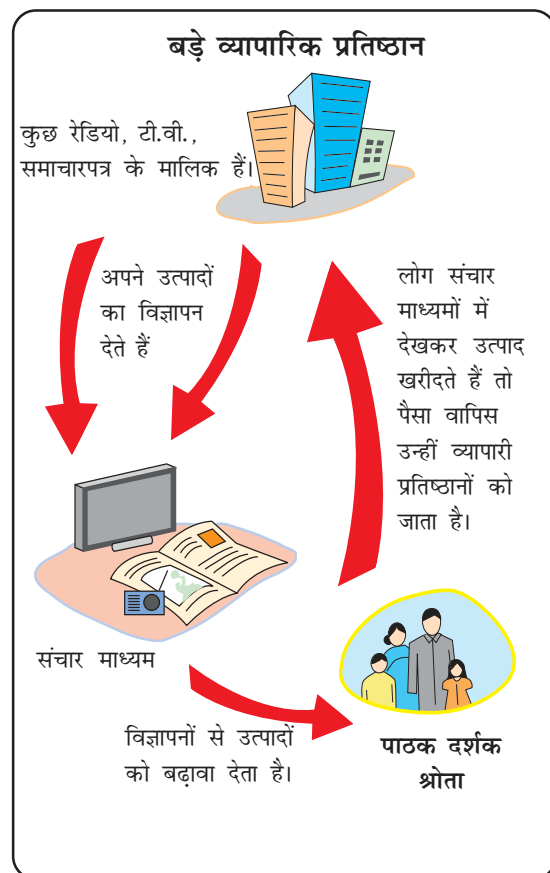 बड़े व्यापारिक प्रतिष्ठान
कुछ रेडियो, टी.वी.,
समाचारपत्र के मालिक हैं।
अपने उत्पादों
का विज्ञापन
देते हैं
लोग संचार
माध्यमों में
देखकर उत्पाद
खरीदते हैं तो
पैसा वापिस
उन्हीं व्यापारी
प्रतिष्ठानों को
जाता है।
संचार माध्यम
विज्ञापनों से उत्पादों
को बढ़ावा देता है।
पाठक दर्शक
श्रोता